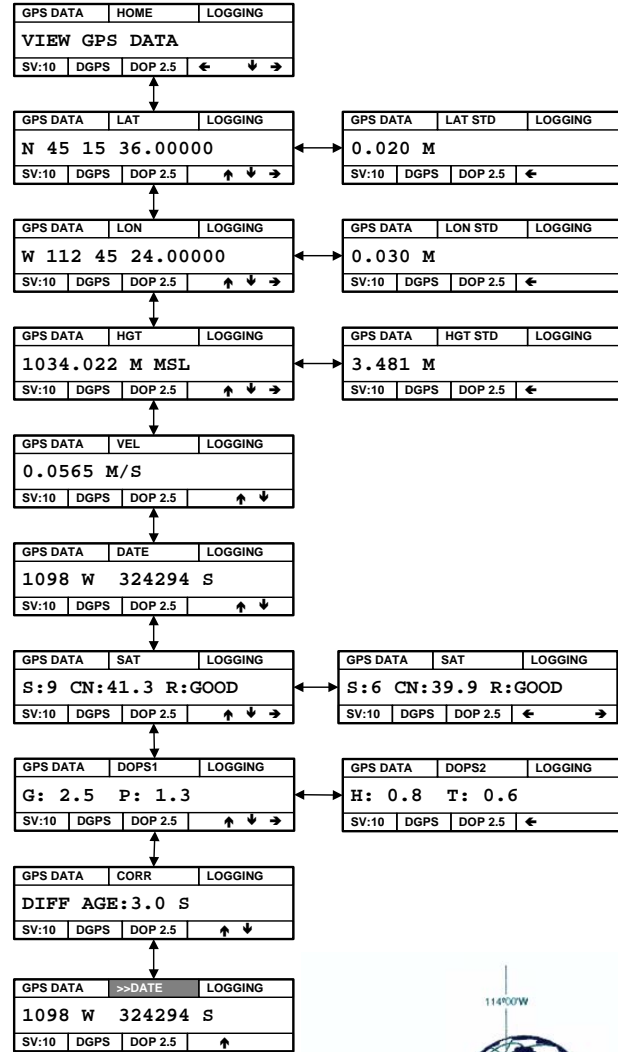 GPS DATA HOME LOGGING
VIEW GPS DATA
SV:10 DGPS DOP 2.5 ← ↓ →
GPS DATA LAT LOGGING
N 45 15 36.00000
SV:10 DGPS DOP 2.5 ↑ ↓ →
GPS DATA LAT STD LOGGING
0.020 M
SV:10 DGPS DOP 2.5 ←
GPS DATA LON LOGGING
W 112 45 24.00000
SV:10 DGPS DOP 2.5 ↑ ↓ →
GPS DATA LON STD LOGGING
0.030 M
SV:10 DGPS DOP 2.5 ←
GPS DATA HGT LOGGING
1034.022 M MSL
SV:10 DGPS DOP 2.5 ↑ ↓ →
GPS DATA HGT STD LOGGING
3.481 M
SV:10 DGPS DOP 2.5 ←
GPS DATA VEL LOGGING
0.0565 M/S
SV:10 DGPS DOP 2.5 ↑ ↓
GPS DATA DATE LOGGING
1098 W 324294 S
SV:10 DGPS DOP 2.5 ↑ ↓
GPS DATA SAT LOGGING
S:9 CN:41.3 R:GOOD
SV:10 DGPS DOP 2.5 ↑ ↓ →
GPS DATA SAT LOGGING
S:6 CN:39.9 R:GOOD
SV:10 DGPS DOP 2.5 ← →
GPS DATA DOPS1 LOGGING
G: 2.5 P: 1.3
SV:10 DGPS DOP 2.5 ↑ ↓ →
GPS DATA DOPS2 LOGGING
H: 0.8 T: 0.6
SV:10 DGPS DOP 2.5 ←
GPS DATA CORR LOGGING
DIFF AGE:3.0 S
SV:10 DGPS DOP 2.5 ↑ ↓
GPS DATA >>DATE LOGGING
1098 W 324294 S
SV:10 DGPS DOP 2.5 ↑
114°00'W